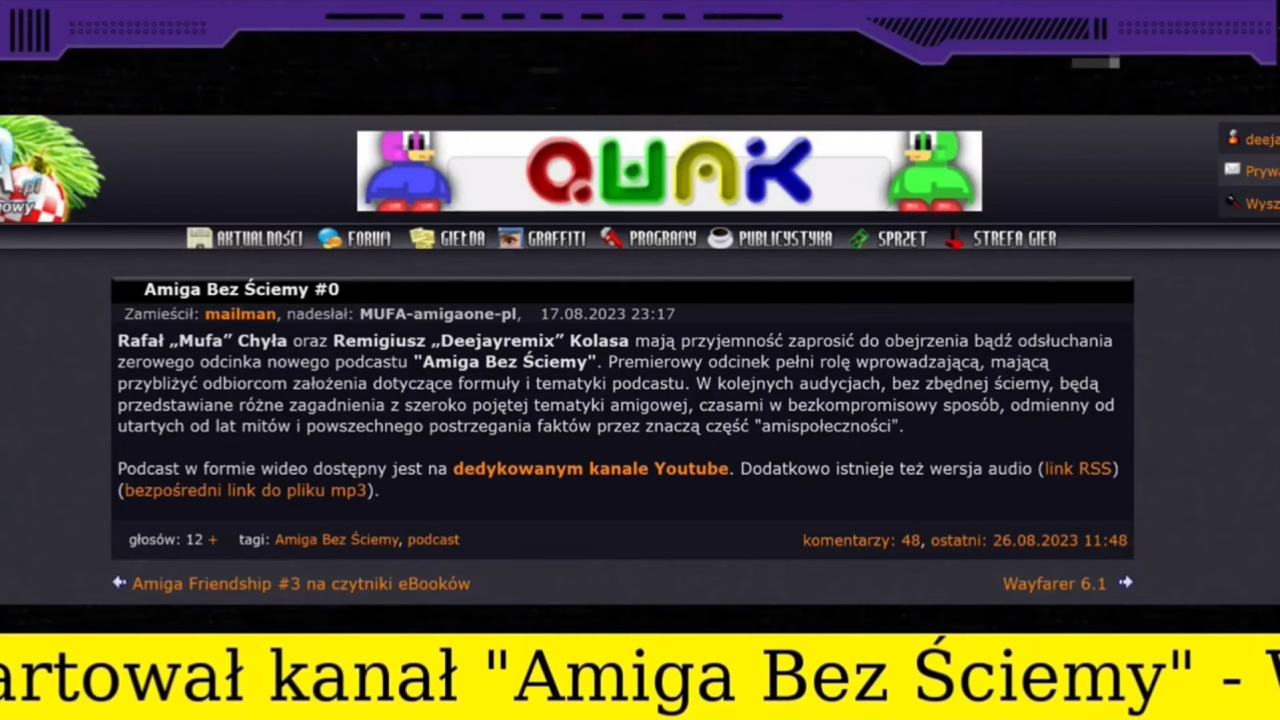 QUAK
.pl
deeja
Prywa
Wysz
AKTUALNOŚCI FORUM GIEŁDA GRAFFITI PROGRAMY PUBLICYSTYKA SPRZĘT STREFA GIER
Amiga Bez Ściemy #0
Zamieścił: mailman, nadesłał: MUFA-amigaone-pl, 17.08.2023 23:17
Rafał „Mufa” Chyła oraz Remigiusz „Deejayremix” Kolasa mają przyjemność zaprosić do obejrzenia bądź odsłuchania
zerowego odcinka nowego podcastu "Amiga Bez Ściemy". Premierowy odcinek pełni rolę wprowadzającą, mającą
przybliżyć odbiorcom założenia dotyczące formuły i tematyki podcastu. W kolejnych audycjach, bez zbędnej ściemy, będą
przedstawiane różne zagadnienia z szeroko pojętej tematyki amigowej, czasami w bezkompromisowy sposób, odmienny od
utartych od lat mitów i powszechnego postrzegania faktów przez znaczą część "amispołeczności".
Podcast w formie wideo dostępny jest na dedykowanym kanale Youtube. Dodatkowo istnieje też wersja audio (link RSS)
(bezpośredni link do pliku mp3).
głosów: 12 + tagi: Amiga Bez Ściemy, podcast komentarzy: 48, ostatni: 26.08.2023 11:48
Amiga Friendship #3 na czytniki eBooków Wayfarer 6.1
artował kanał "Amiga Bez Ściemy" - W